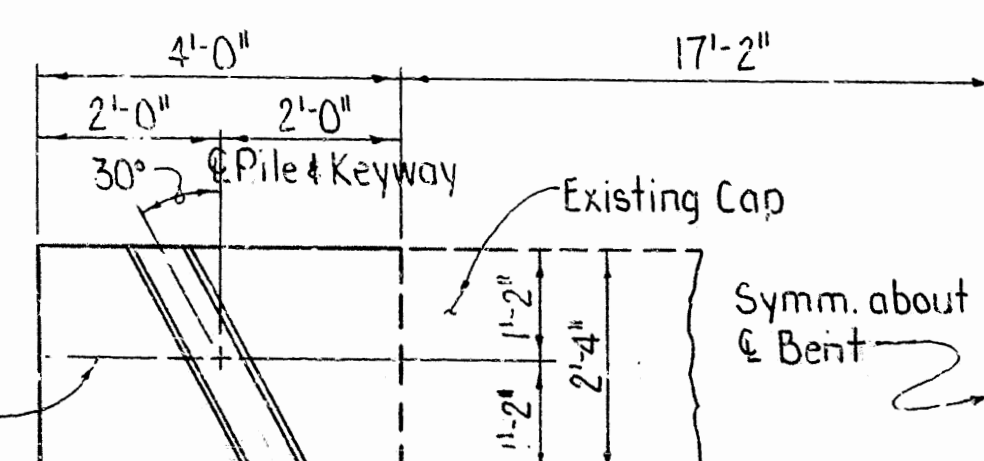 4'-0"
17'-2"
2'-0"
2'-0"
30°
℄ Pile & Keyway
Existing Cap
1'-2"
2'-4"
1'-2"
Symm. about
℄ Bent